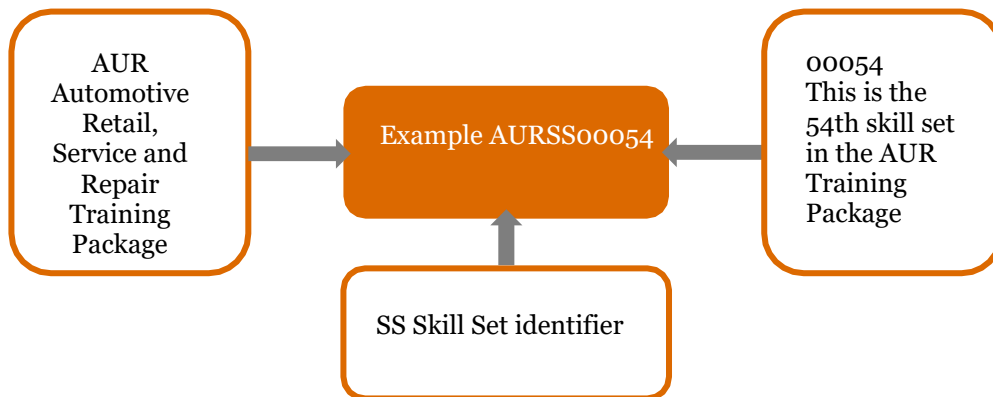 AUR
Automotive
Retail,
Service and
Repair
Training
Package
Example AURSS00054
00054
This is the
54th skill set
in the AUR
Training
Package
SS Skill Set identifier